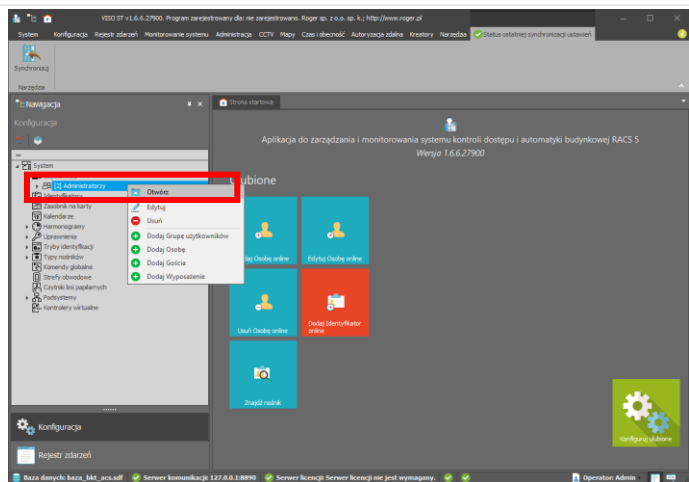 VISO ST v1.6.6.27900. Program zarejestrowany dla: nie zarejestrowano. Roger sp. z o.o. sp. k.; http://www.roger.pl
System Konfiguracja Rejestr zdarzeń Monitorowanie systemu Administracja CCTV Mapy Czas i obecność Autoryzacja zdalna Kreatory Narzędzia Status ostatniej synchronizacji ustawień
Synchronizuj
Narzędzia
Nawigacja
Strona startowa
Konfiguracja
Aplikacja do zarządzania i monitorowania systemu kontroli dostępu i automatyki budynkowej RACS 5
Wersja 1.6.6.27900
System
ubione
[2] Administratorzy
Otwórz
Identyfikatory
Edytuj
Zasobnik na karty
Usuń
Kalendarze
Harmonogramy
Dodaj Grupę użytkowników
Uprawnienia
Dodaj Osobę
Tryby identyfikacji
Dodaj Gościa
Typy nośników
Dodaj Wyposażenie
Komendy globalne
Strefy obwodowe
Czytniki linii papilarnych
Podsystemy
Kontrolery wirtualne
Osobę online
Edytuj Osobę online
Usuń Osobę online
Dodaj Identyfikator online
Znajdź nośnik
Konfiguruj ulubione
Konfiguracja
Rejestr zdarzeń
Baza danych: baza_bkt_acs.sdf Serwer komunikacji: 127.0.0.1:8890 Serwer licencji: Serwer licencji nie jest wymagany. Operator: Admin